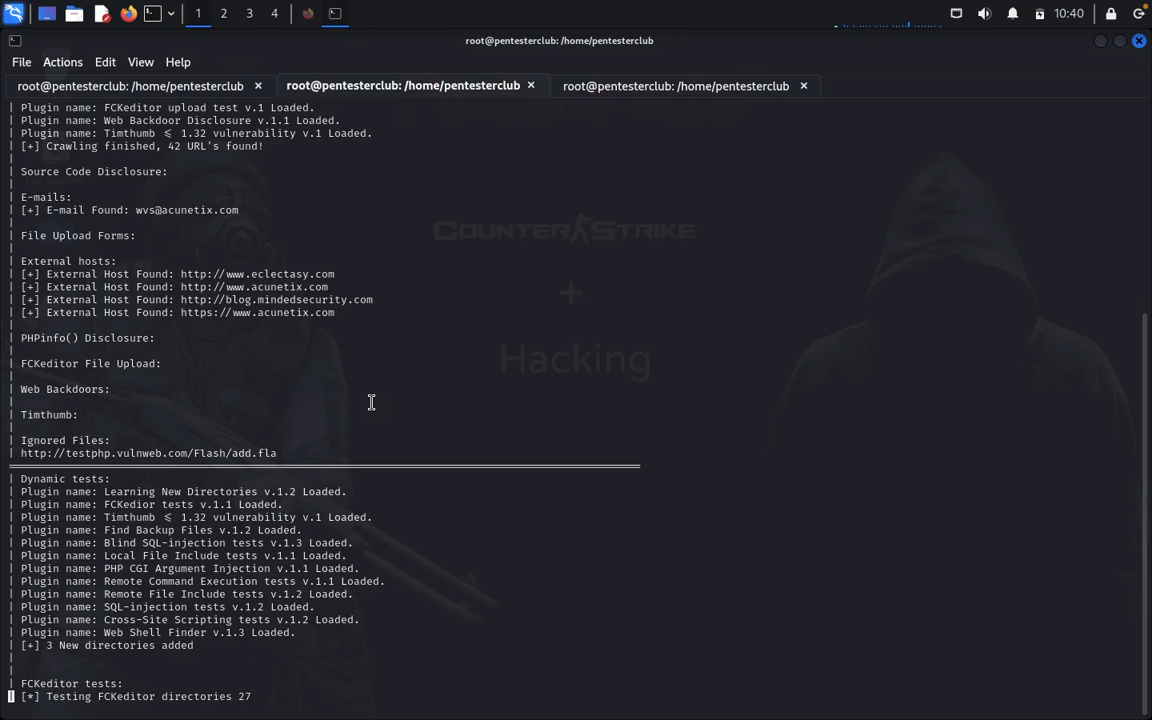 1 2 3 4 10:40
root@pentesterclub: /home/pentesterclub
File Actions Edit View Help
root@pentesterclub: /home/pentesterclub × root@pentesterclub: /home/pentesterclub × root@pentesterclub: /home/pentesterclub ×
| Plugin name: FCKeditor upload test v.1 Loaded.
| Plugin name: Web Backdoor Disclosure v.1.1 Loaded.
| Plugin name: Timthumb ≤ 1.32 vulnerability v.1 Loaded.
| [+] Crawling finished, 42 URL's found!
|
| Source Code Disclosure:
|
| E-mails:
| [+] E-mail Found: wvs@acunetix.com
|
| File Upload Forms:
|
| External hosts:
| [+] External Host Found: http://www.eclectasy.com
| [+] External Host Found: http://www.acunetix.com
| [+] External Host Found: http://blog.mindedsecurity.com
| [+] External Host Found: https://www.acunetix.com
|
| PHPinfo() Disclosure:
|
| FCKeditor File Upload:
|
| Web Backdoors:
|
| Timthumb:
|
| Ignored Files:
| http://testphp.vulnweb.com/Flash/add.fla
| Dynamic tests:
| Plugin name: Learning New Directories v.1.2 Loaded.
| Plugin name: FCKedior tests v.1.1 Loaded.
| Plugin name: Timthumb ≤ 1.32 vulnerability v.1 Loaded.
| Plugin name: Find Backup Files v.1.2 Loaded.
| Plugin name: Blind SQL-injection tests v.1.3 Loaded.
| Plugin name: Local File Include tests v.1.1 Loaded.
| Plugin name: PHP CGI Argument Injection v.1.1 Loaded.
| Plugin name: Remote Command Execution tests v.1.1 Loaded.
| Plugin name: Remote File Include tests v.1.2 Loaded.
| Plugin name: SQL-injection tests v.1.2 Loaded.
| Plugin name: Cross-Site Scripting tests v.1.2 Loaded.
| Plugin name: Web Shell Finder v.1.3 Loaded.
| [+] 3 New directories added
|
|
| FCKeditor tests:
| [*] Testing FCKeditor directories 27
COUNTER STRIKE
+
Hacking